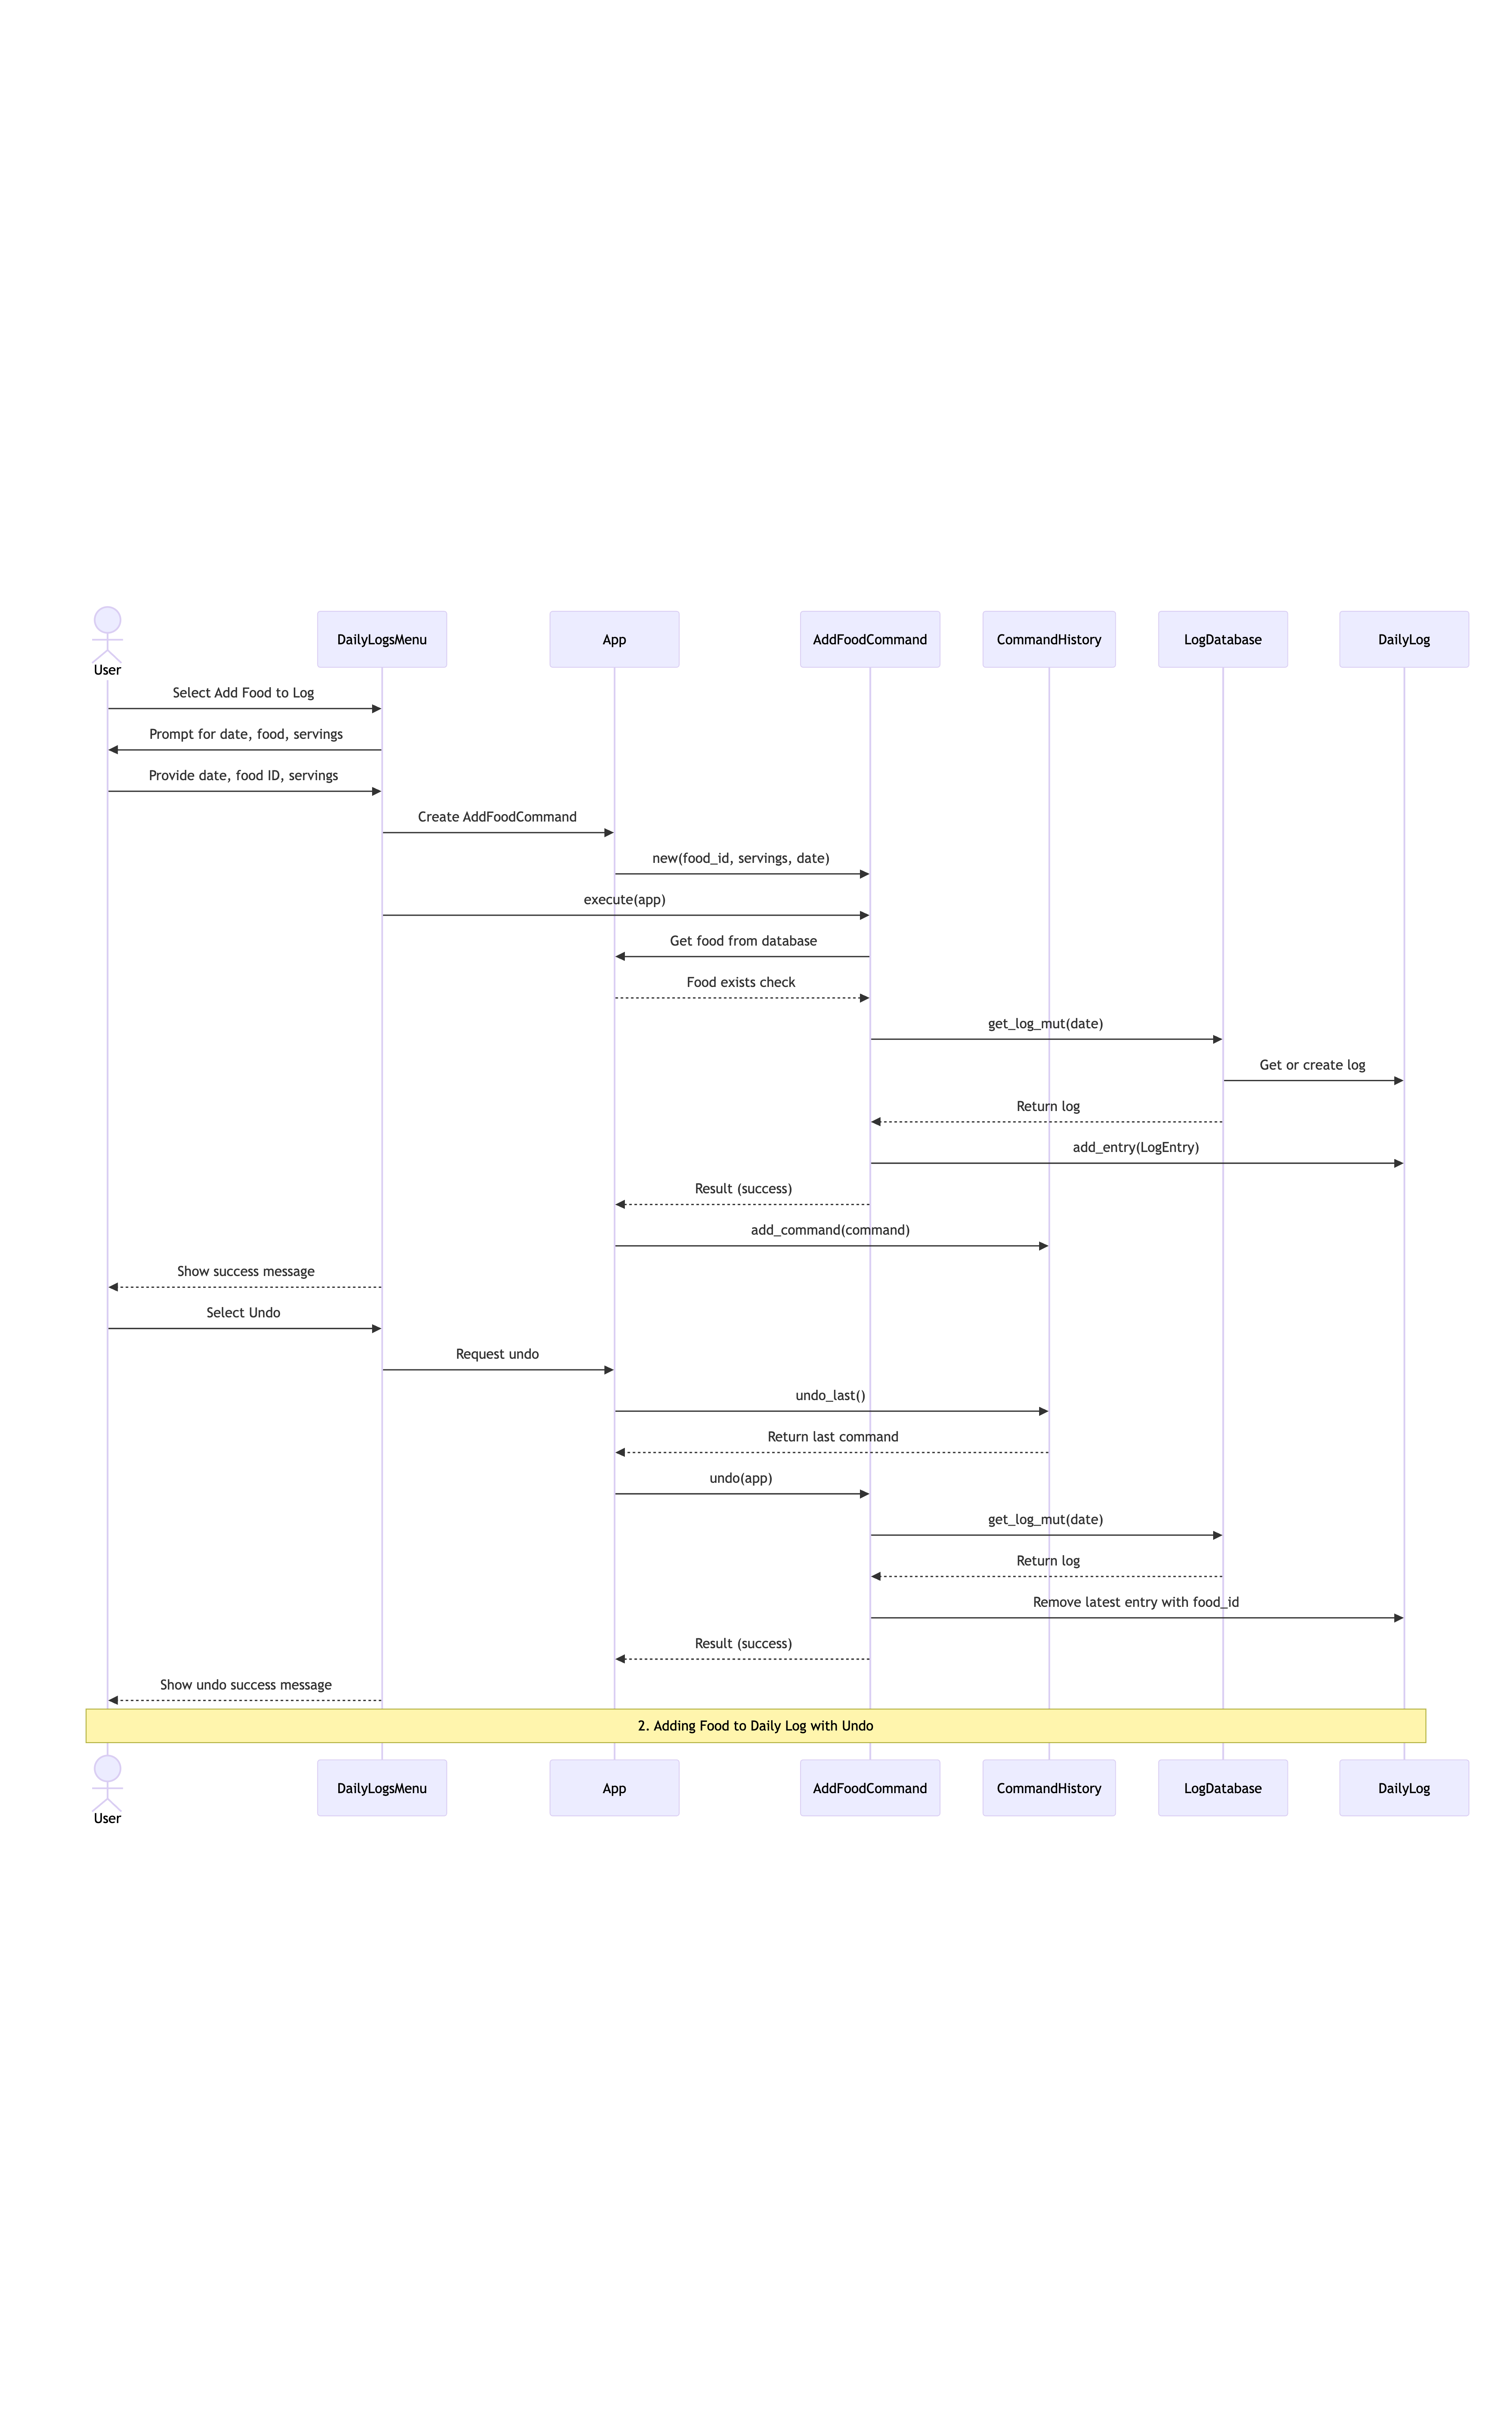 User
DailyLogsMenu
App
AddFoodCommand
CommandHistory
LogDatabase
DailyLog
Select Add Food to Log
Prompt for date, food, servings
Provide date, food ID, servings
Create AddFoodCommand
new(food_id, servings, date)
execute(app)
Get food from database
Food exists check
get_log_mut(date)
Get or create log
Return log
add_entry(LogEntry)
Result (success)
add_command(command)
Show success message
Select Undo
Request undo
undo_last()
Return last command
undo(app)
get_log_mut(date)
Return log
Remove latest entry with food_id
Result (success)
Show undo success message
2. Adding Food to Daily Log with Undo
User
DailyLogsMenu
App
AddFoodCommand
CommandHistory
LogDatabase
DailyLog